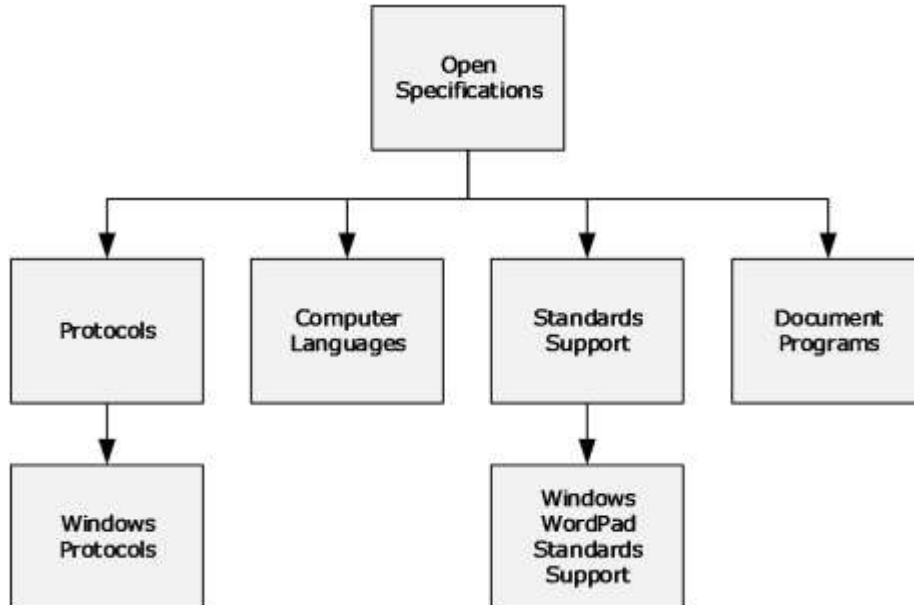 Open
Specifications
Protocols
Computer
Languages
Standards
Support
Document
Programs
Windows
Protocols
Windows
WordPad
Standards
Support